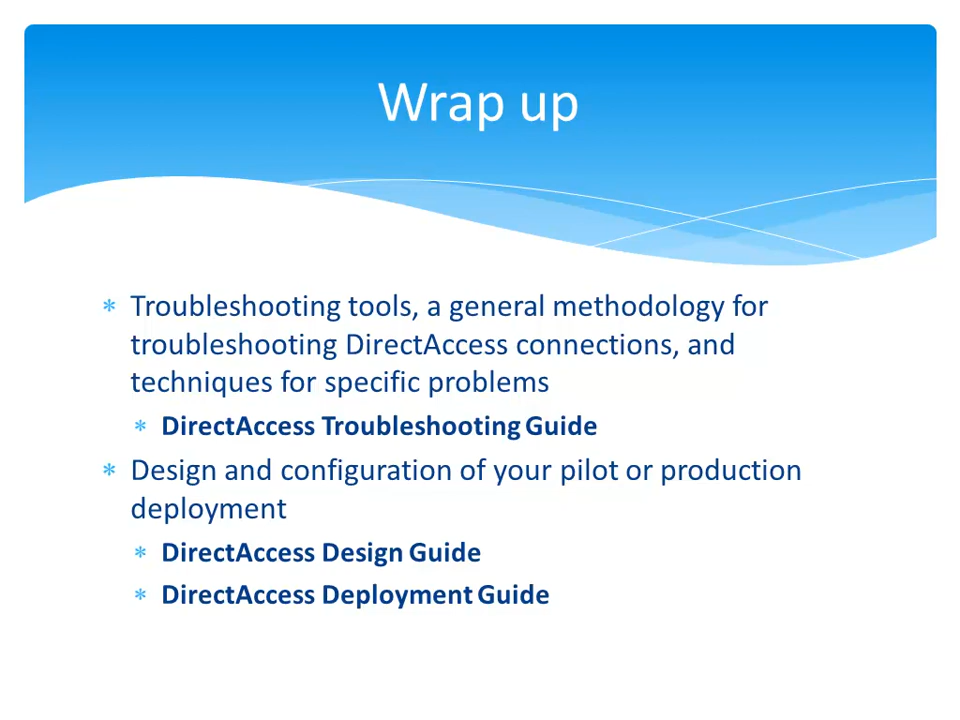 Wrap up
Troubleshooting tools, a general methodology for
troubleshooting DirectAccess connections, and
techniques for specific problems
DirectAccess Troubleshooting Guide
Design and configuration of your pilot or production
deployment
DirectAccess Design Guide
DirectAccess Deployment Guide